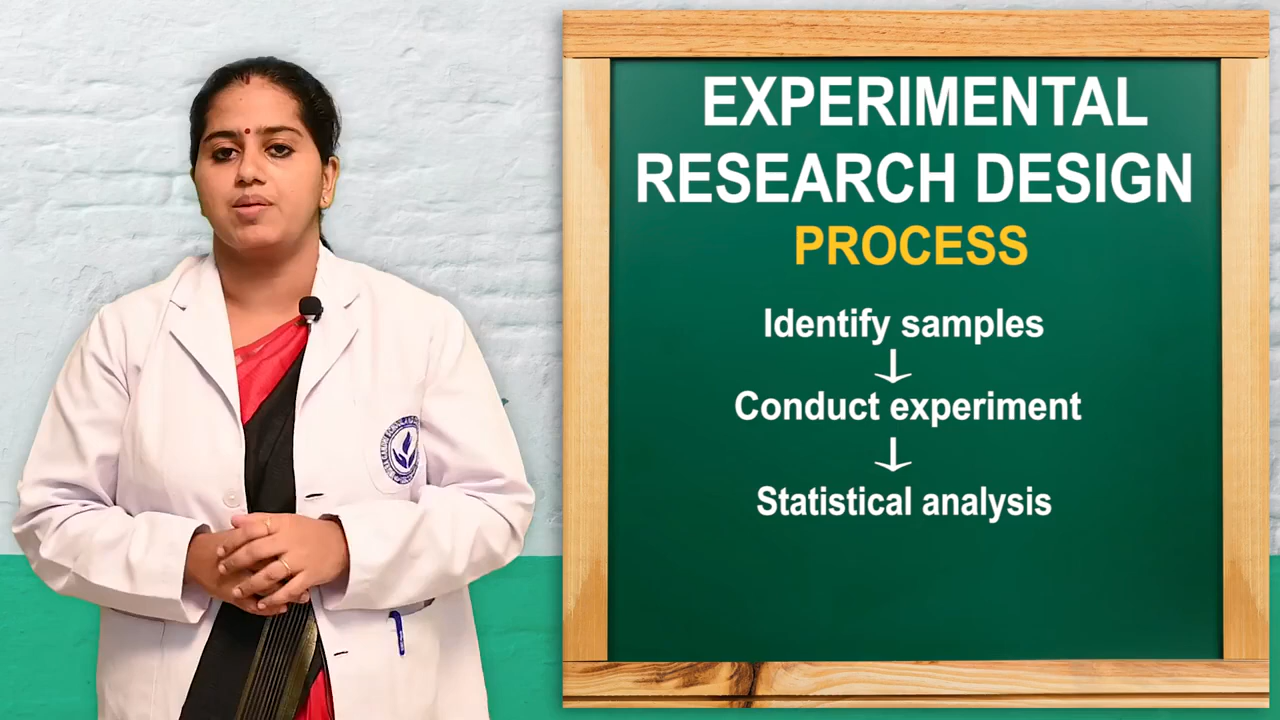 EXPERIMENTAL
RESEARCH DESIGN
PROCESS
Identify samples
Conduct experiment
Statistical analysis